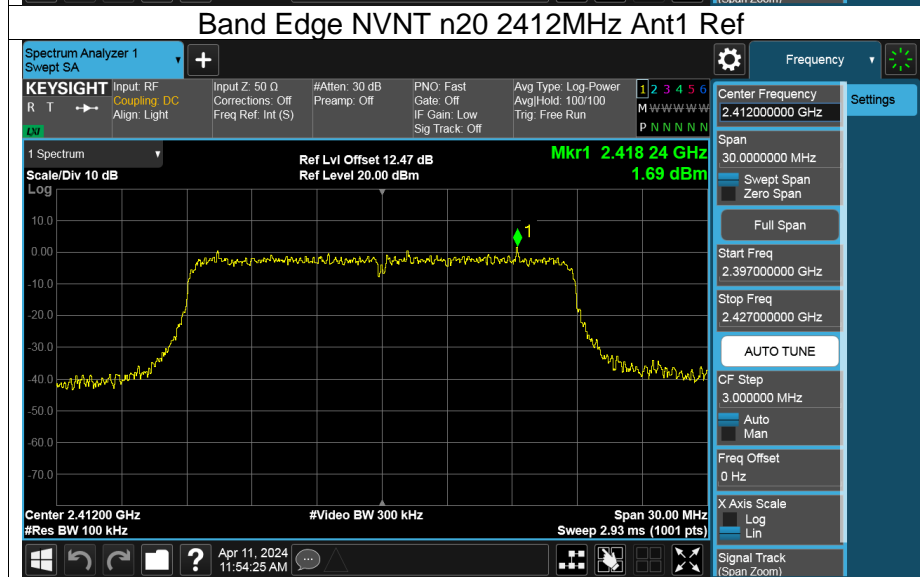 (Span Zoom)
Band Edge NVNT n20 2412MHz Ant1 Ref
Spectrum Analyzer 1
Swept SA
+
Frequency
KEYSIGHT
R T
LXI
Input: RF
Coupling: DC
Align: Light
Input Z: 50 Ω
Corrections: Off
Freq Ref: Int (S)
#Atten: 30 dB
Preamp: Off
PNO: Fast
Gate: Off
IF Gain: Low
Sig Track: Off
Avg Type: Log-Power
Avg|Hold: 100/100
Trig: Free Run
1 2 3 4 5 6
M W W W W W
P N N N N N
1 Spectrum
Scale/Div 10 dB
Log
Ref Lvl Offset 12.47 dB
Ref Level 20.00 dBm
Mkr1 2.418 24 GHz
1.69 dBm
10.0
0.00
-10.0
-20.0
-30.0
-40.0
-50.0
-60.0
-70.0
1
Center 2.41200 GHz
#Res BW 100 kHz
#Video BW 300 kHz
Span 30.00 MHz
Sweep 2.93 ms (1001 pts)
Apr 11, 2024
11:54:25 AM
?
Center Frequency
2.412000000 GHz
Settings
Span
30.0000000 MHz
Swept Span
Zero Span
Full Span
Start Freq
2.397000000 GHz
Stop Freq
2.427000000 GHz
AUTO TUNE
CF Step
3.000000 MHz
Auto
Man
Freq Offset
0 Hz
X Axis Scale
Log
Lin
Signal Track
(Span Zoom)